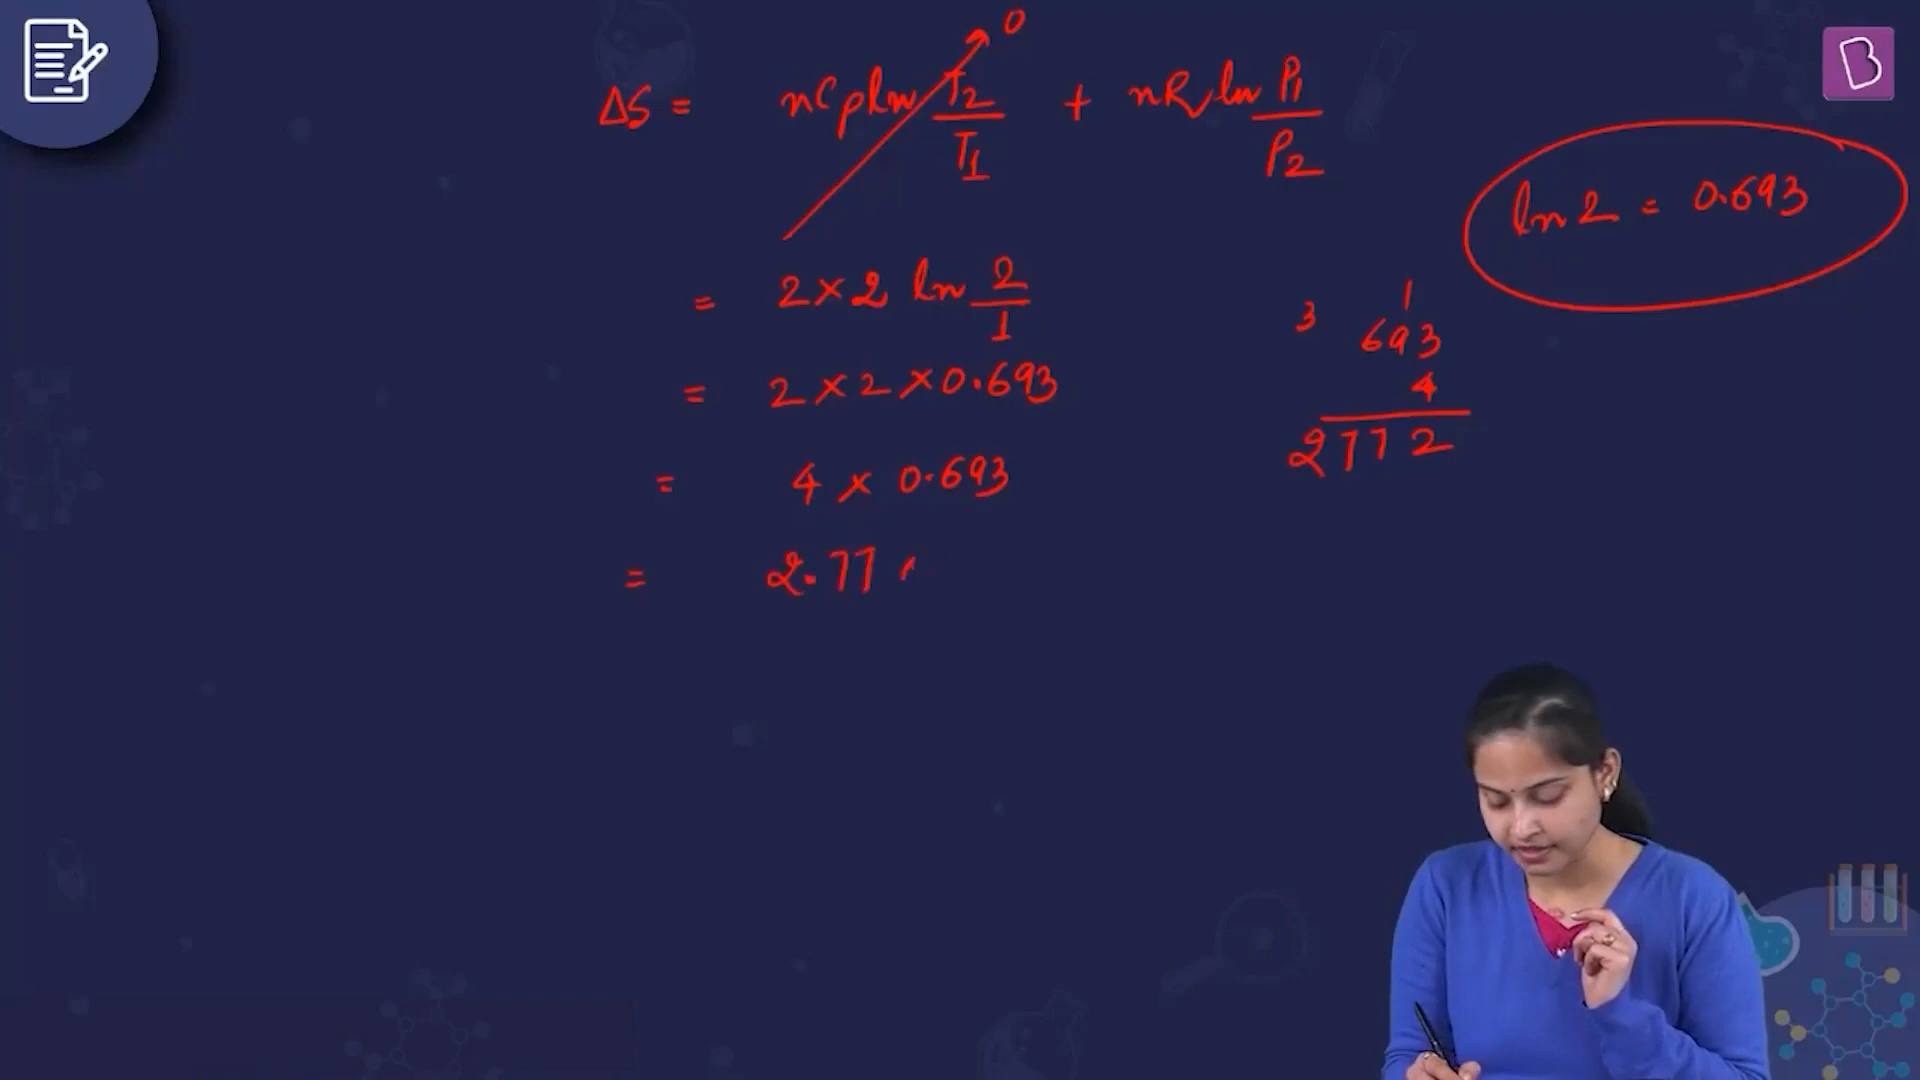 ΔS = nCp ln T2/T1 + nR ln P1/P2
0
ln 2 = 0.693
= 2 × 2 ln 2/1
= 2 × 2 × 0.693
= 4 × 0.693
= 2.77
3 1
693
4
2772
B